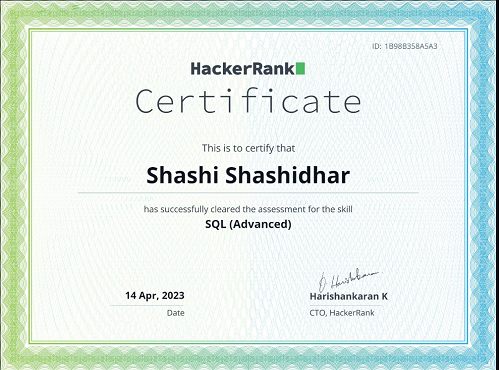 ID: 1B98B358A5A3
HackerRank
Certificate
This is to certify that
Shashi Shashidhar
has successfully cleared the assessment for the skill
SQL (Advanced)
14 Apr, 2023
Date
Harishankaran K
CTO, HackerRank